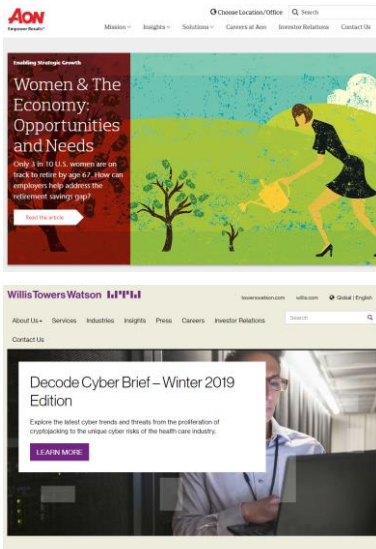 AON
Empower Results®
Choose Location/Office Search
Mission Insights Solutions Careers at Aon Investor Relations Contact Us
Enabling Strategic Growth
Women & The
Economy:
Opportunities
and Needs
Only 3 in 10 U.S. women are on
track to retire by age 67. How can
employers help address the
retirement savings gap?
Read the article
Willis Towers Watson
towerswatson.com willis.com Global | English
About Us Services Industries Insights Press Careers Investor Relations Search
Contact Us
Decode Cyber Brief – Winter 2019
Edition
Explore the latest cyber trends and threats from the proliferation of
cryptojacking to the unique cyber risks of the health care industry.
LEARN MORE